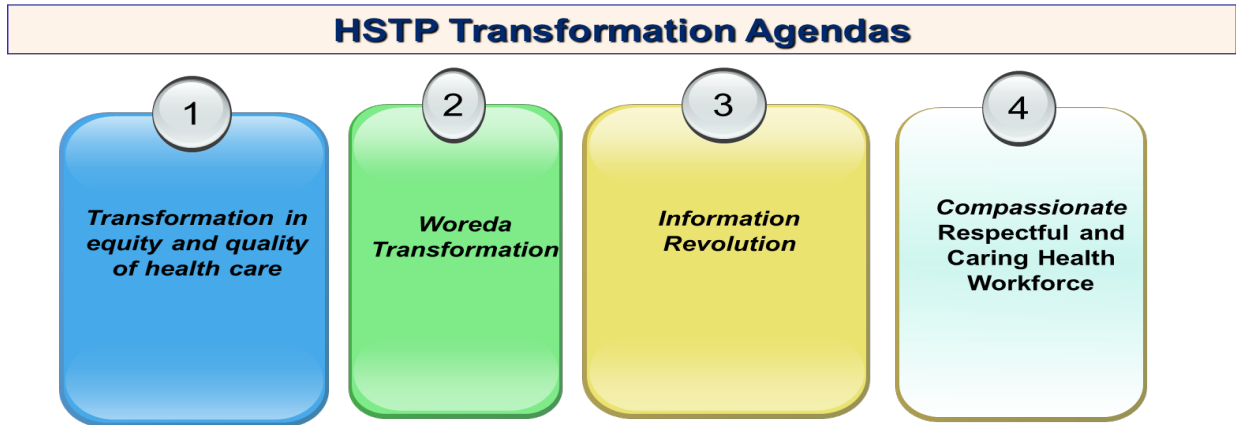 HSTP Transformation Agendas
1
Transformation in
equity and quality
of health care
2
Woreda
Transformation
3
Information
Revolution
4
Compassionate
Respectful and
Caring Health
Workforce